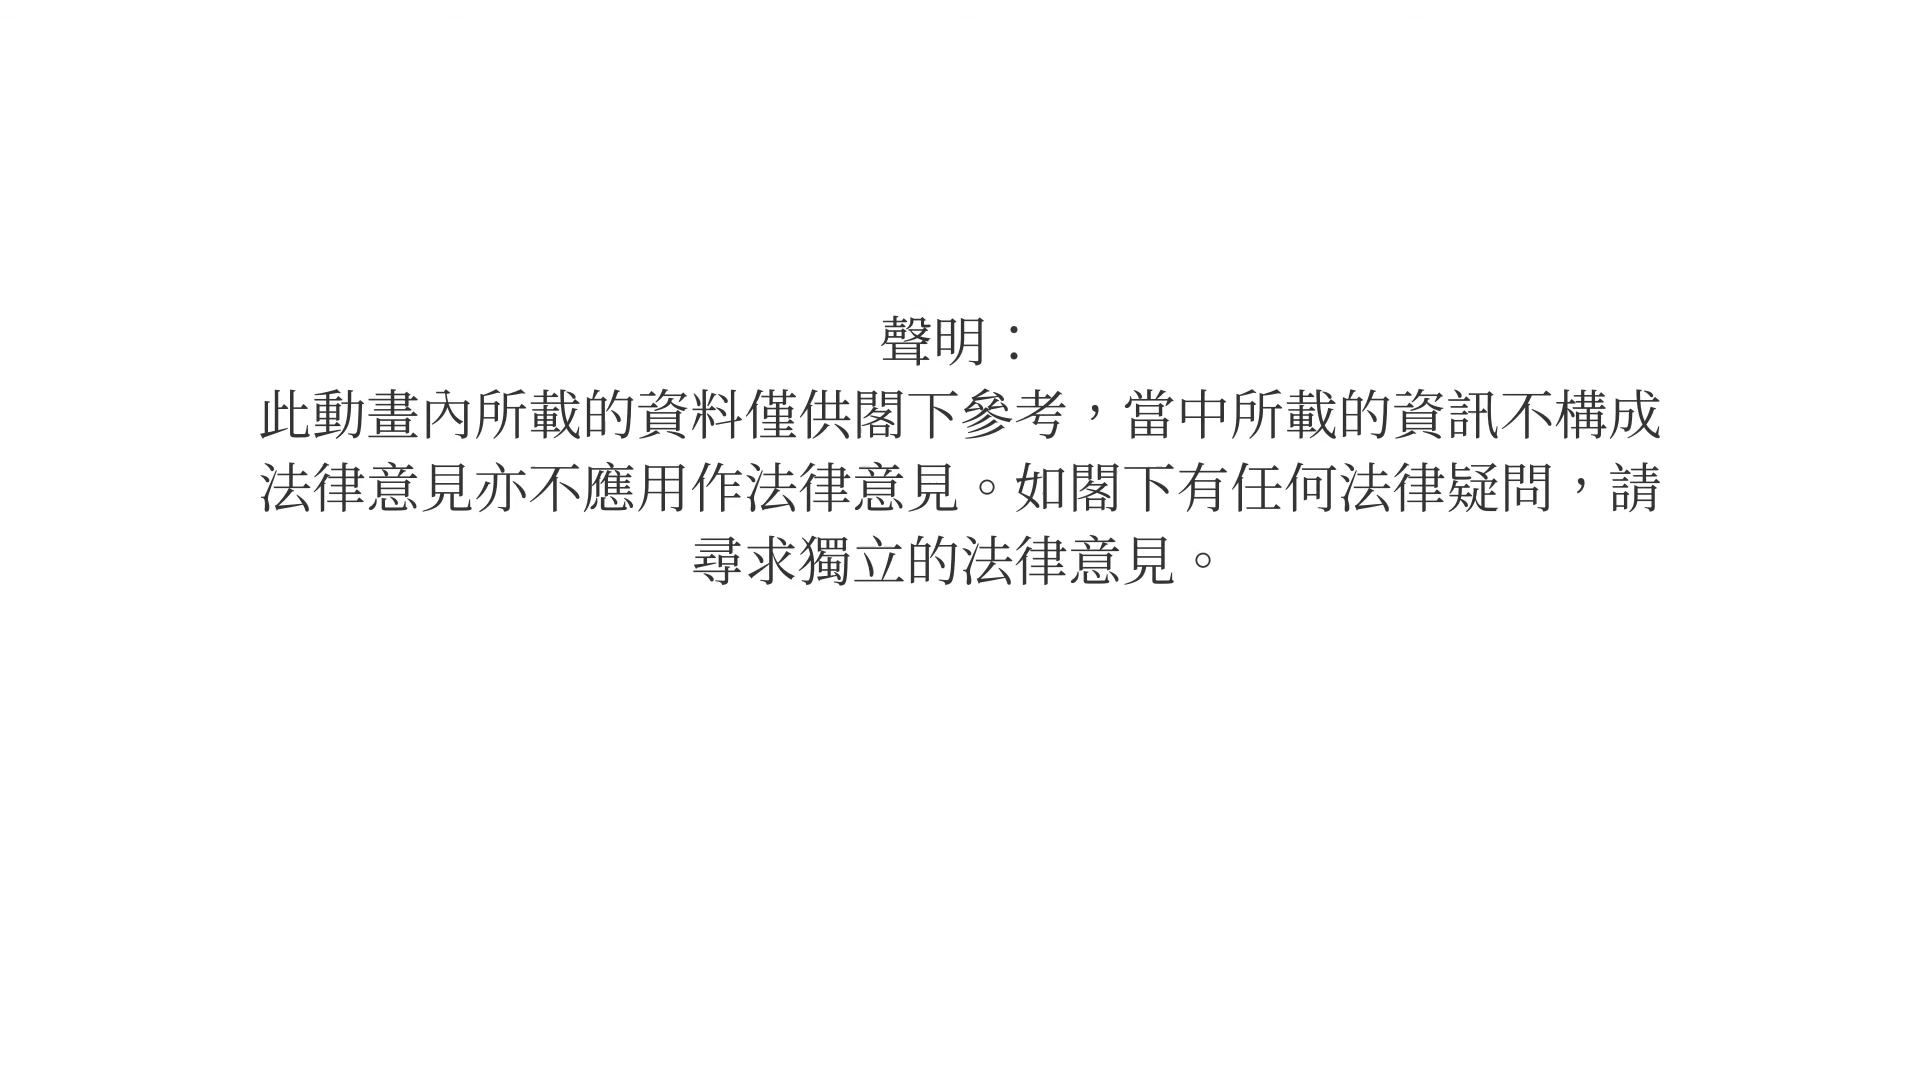 聲明：
此動畫內所載的資料僅供閣下參考，當中所載的資訊不構成
法律意見亦不應用作法律意見。如閣下有任何法律疑問，請
尋求獨立的法律意見。